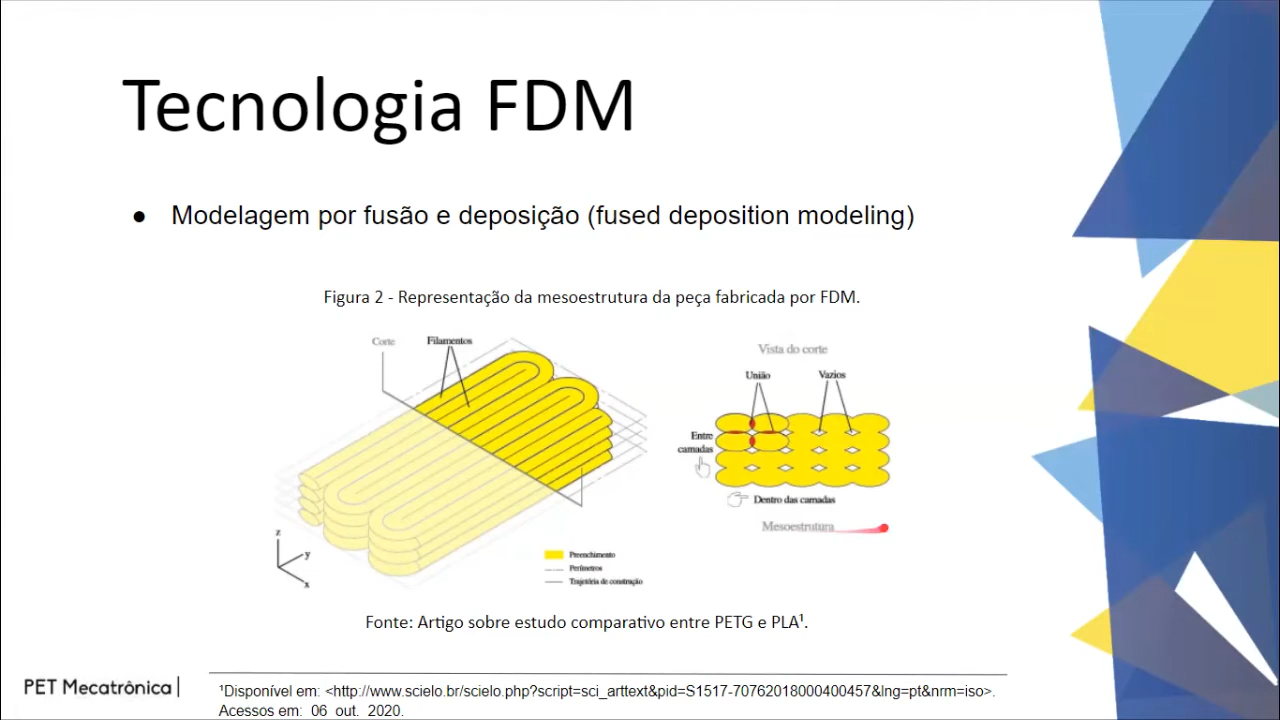 Tecnologia FDM
● Modelagem por fusão e deposição (fused deposition modeling)
Figura 2 - Representação da mesoestrutura da peça fabricada por FDM.
Corte
Filamentos
Vista do corte
União
Vazios
Entre
camadas
Dentro das camadas
Mesoestrutura
z
y
x
Preenchimento
Perímetros
Trajetória de construção
Fonte: Artigo sobre estudo comparativo entre PETG e PLA¹.
PET Mecatrônica|
¹Disponível em: <http://www.scielo.br/scielo.php?script=sci_arttext&pid=S1517-70762018000400457&lng=pt&nrm=iso>.
Acessos em: 06 out. 2020.